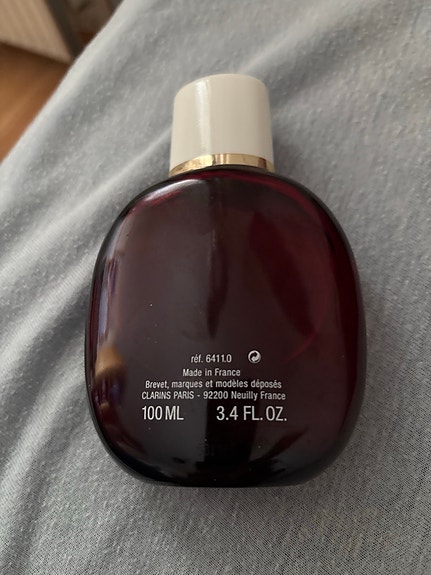 réf. 6411.0
Made in France
Brevet, marques et modèles déposés
CLARINS PARIS - 92200 Neuilly France
100 ML 3.4 FL. OZ.